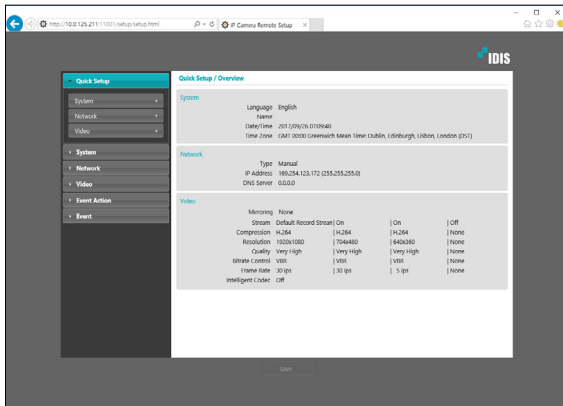 http://10.0.126.211:11001/setup/setup.html
IP Camera Remote Setup
IDIS
Quick Setup
Quick Setup / Overview
System
Network
Video
System
Network
Video
Event Action
Event
System
Language English
Name
Date/Time 2017/09/26 07:09:40
Time Zone GMT 00:00 Greenwich Mean Time: Dublin, Edinburgh, Lisbon, London (DST)
Network
Type Manual
IP Address 169.254.123.172 (255.255.255.0)
DNS Server 0.0.0.0
Video
Mirroring None
Stream Default Record Stream | On | On | Off
Compression H.264 | H.264 | H.264 | None
Resolution 1920x1080 | 704x480 | 640x360 | None
Quality Very High | Very High | Very High | None
Bitrate Control VBR | VBR | VBR | None
Frame Rate 30 ips | 30 ips | 5 ips | None
Intelligent Codec Off
Save